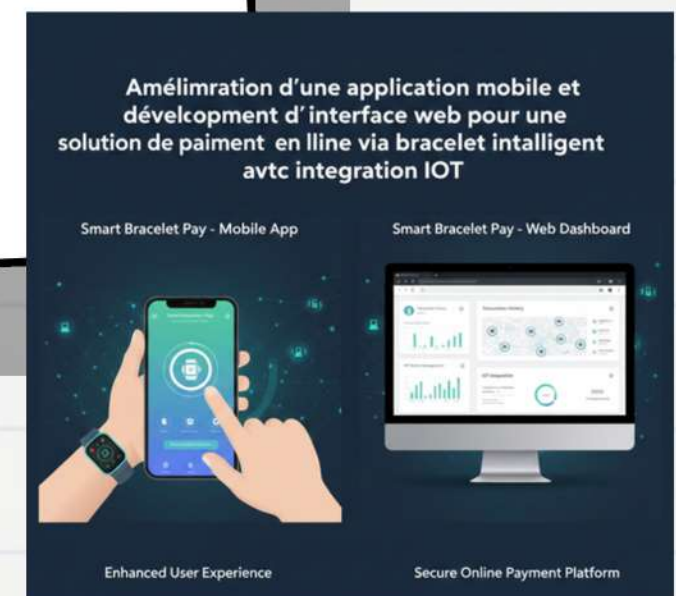 Amélimration d'une application mobile et
dévelcopment d' interface web pour une
solution de paiment en lline via bracelet intalligent
avtc integration IOT
Smart Bracelet Pay - Mobile App
Smart Bracelet Pay - Web Dashboard
Enhanced User Experience
Secure Online Payment Platform